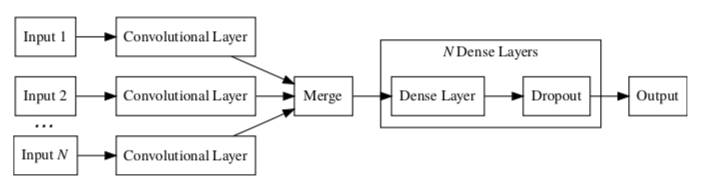 Input 1
Convolutional Layer
N Dense Layers
Input 2
Convolutional Layer
Merge
Dense Layer
Dropout
Output
...
Input N
Convolutional Layer